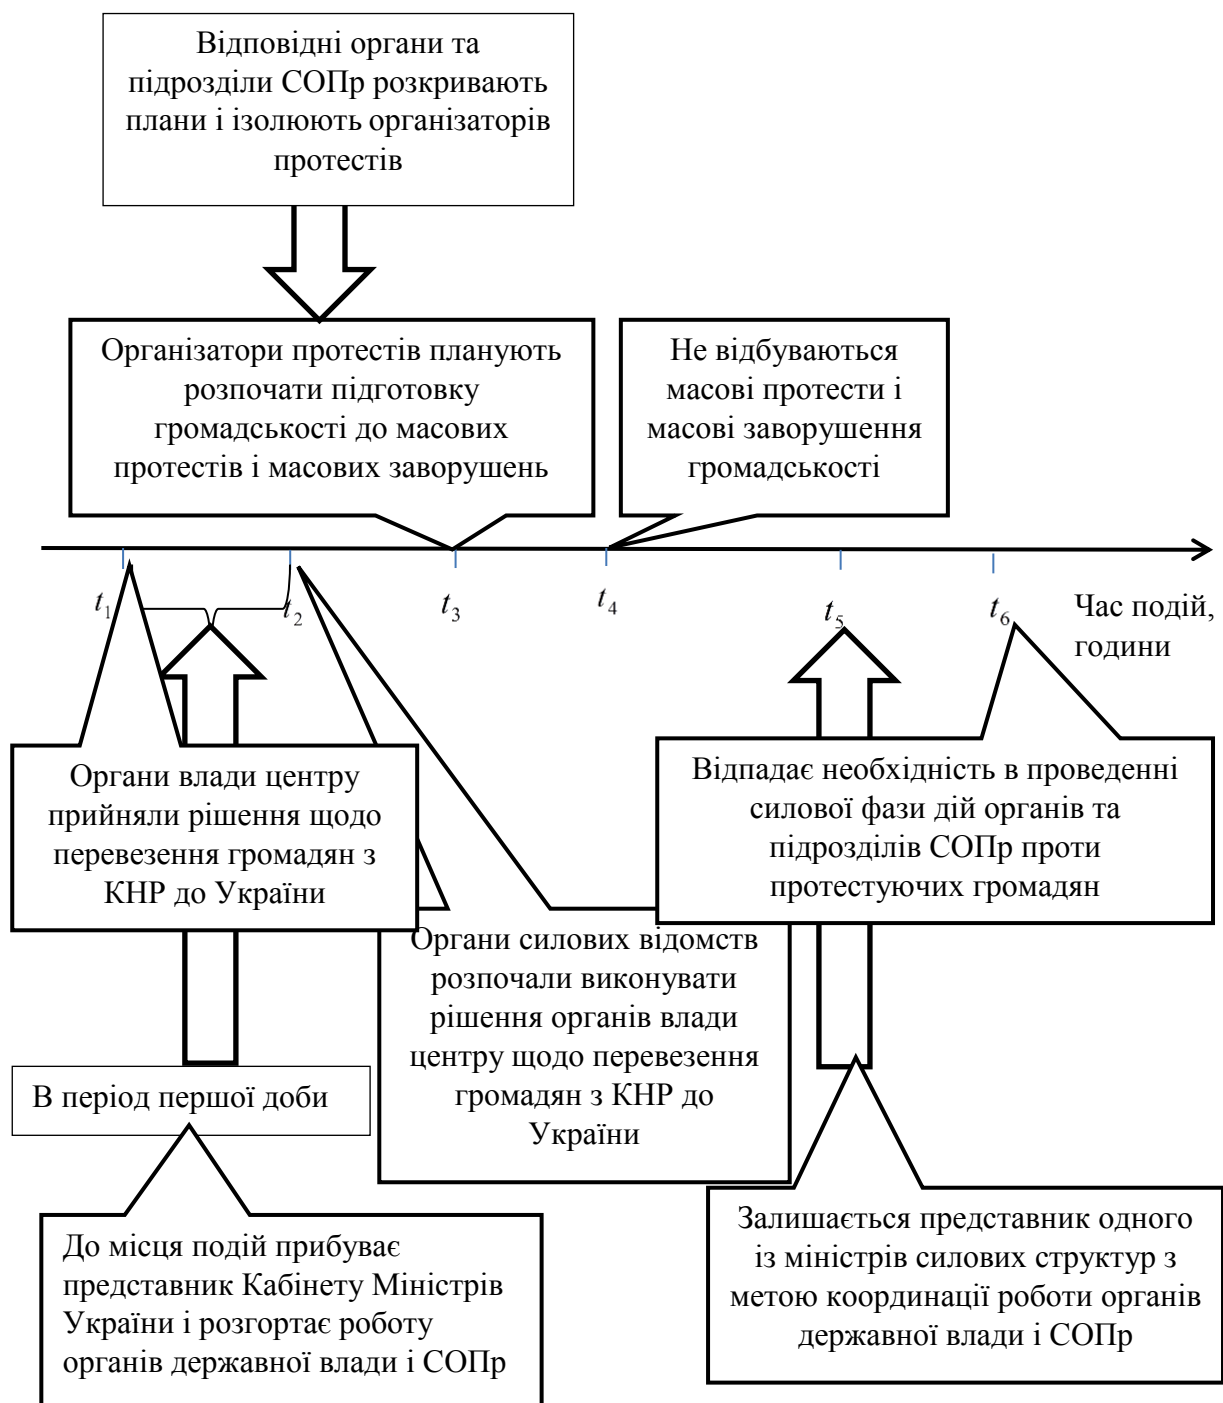 Відповідні органи та
підрозділи СОПр розкривають
плани і ізолюють організаторів
протестів
Організатори протестів планують
розпочати підготовку
громадськості до масових
протестів і масових заворушень
Не відбуваються
масові протести і
масові заворушення
громадськості
t₁
t₂
t₃
t₄
t₅
t₆
Час подій,
години
Органи влади центру
прийняли рішення щодо
перевезення громадян з
КНР до України
Відпадає необхідність в проведенні
силової фази дій органів та
підрозділів СОПр проти
протестуючих громадян
Органи силових відомств
розпочали виконувати
рішення органів влади
центру щодо перевезення
громадян з КНР до
України
В період першої доби
До місця подій прибуває
представник Кабінету Міністрів
України і розгортає роботу
органів державної влади і СОПр
Залишається представник одного
із міністрів силових структур з
метою координації роботи органів
державної влади і СОПр